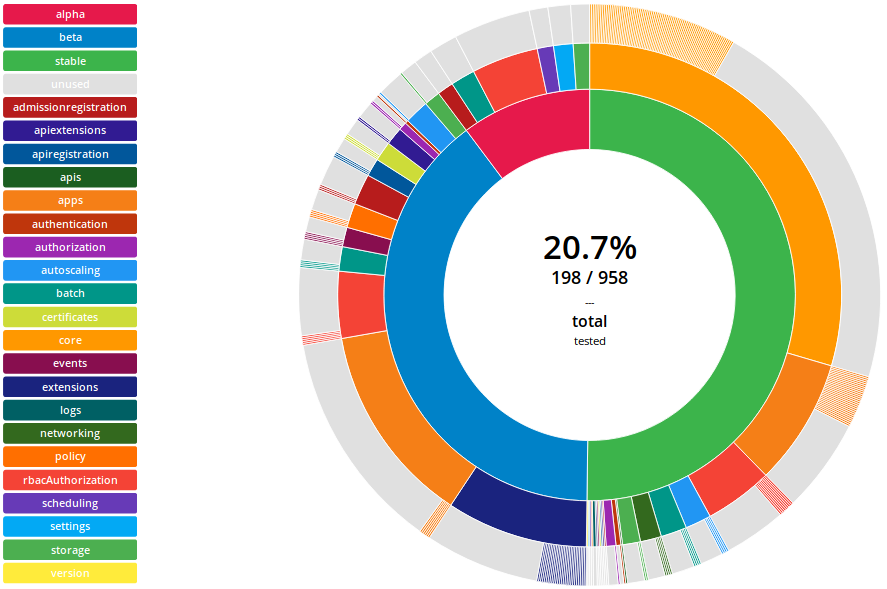 alpha
beta
stable
unused
admissionregistration
apiextensions
apiregistration
apis
apps
authentication
authorization
autoscaling
batch
certificates
core
events
extensions
logs
networking
policy
rbacAuthorization
scheduling
settings
storage
version
20.7%
198 / 958
---
total
tested